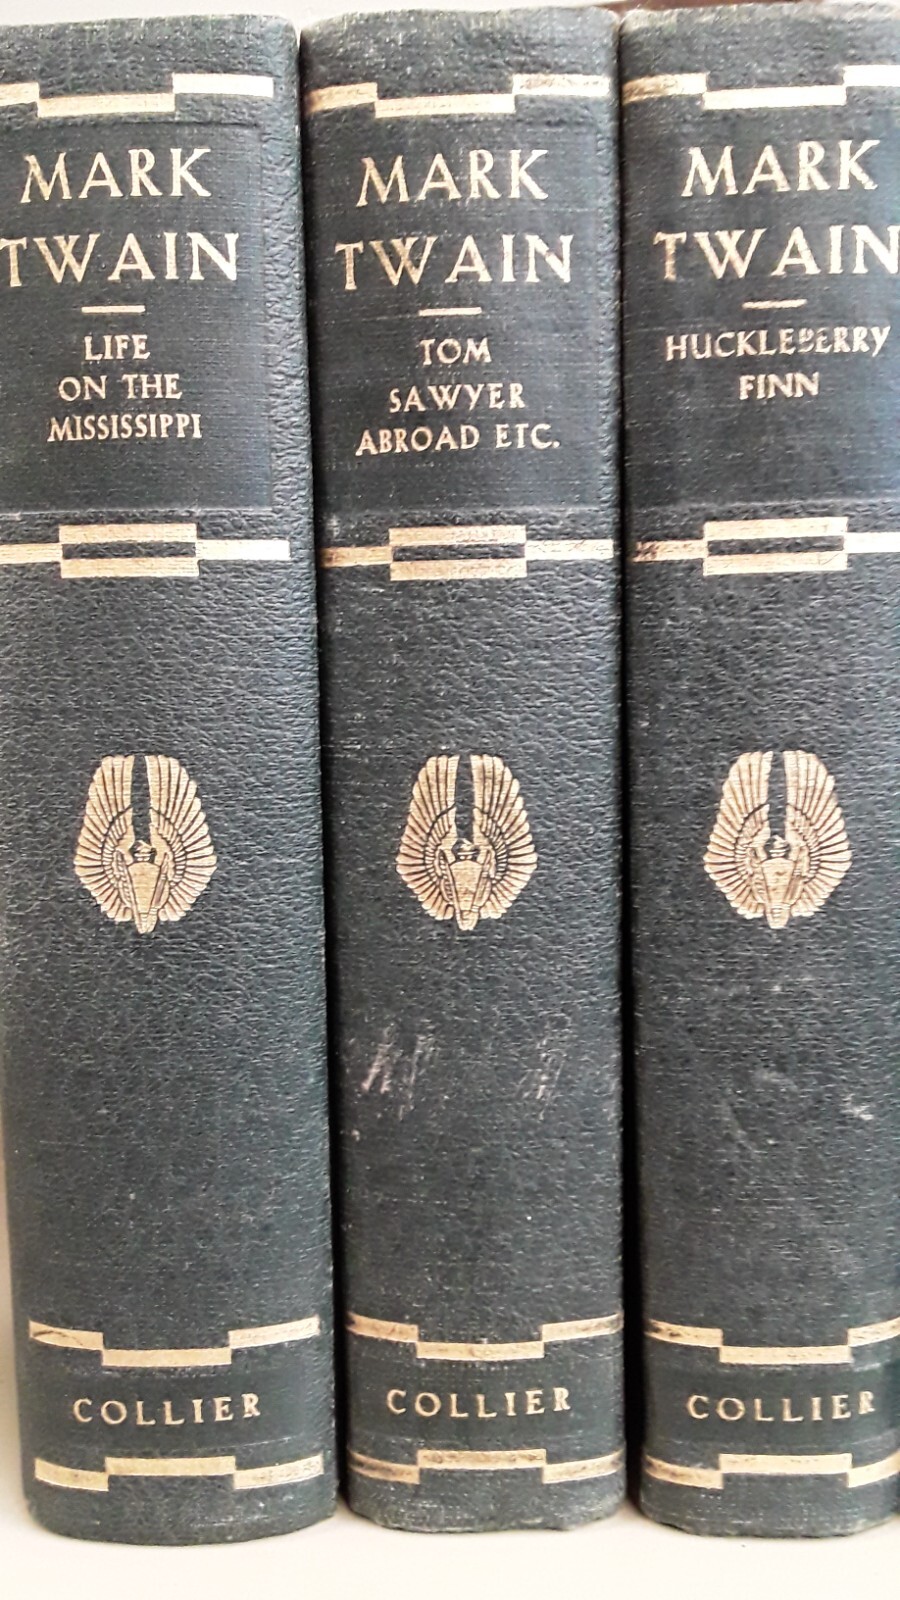 MARK
TWAIN
LIFE
ON THE
MISSISSIPPI
COLLIER
MARK
TWAIN
TOM
SAWYER
ABROAD ETC.
COLLIER
MARK
TWAIN
HUCKLEBERRY
FINN
COLLIER